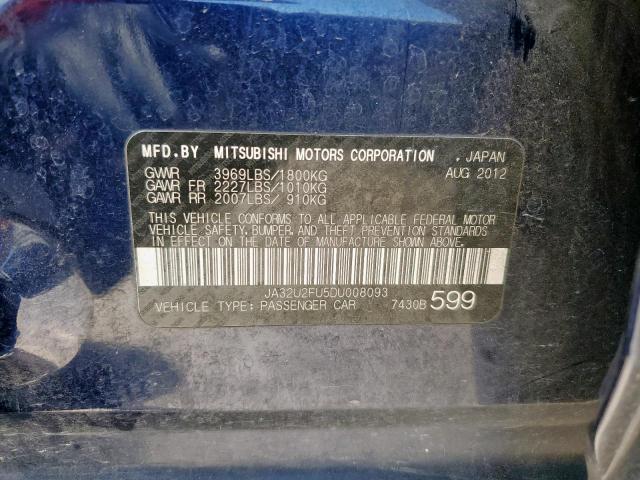 MFD.BY MITSUBISHI MOTORS CORPORATION , JAPAN
GVWR 3969LBS/1800KG AUG 2012
GAWR FR 2227LBS/1010KG
GAWR RR 2007LBS/ 910KG
THIS VEHICLE CONFORMS TO ALL APPLICABLE FEDERAL MOTOR
VEHICLE SAFETY,BUMPER,AND THEFT PREVENTION STANDARDS
IN EFFECT ON THE DATE OF MANUFACTURE SHOWN ABOVE.
JA32U2FU5DU008093
VEHICLE TYPE: PASSENGER CAR 7430B 599